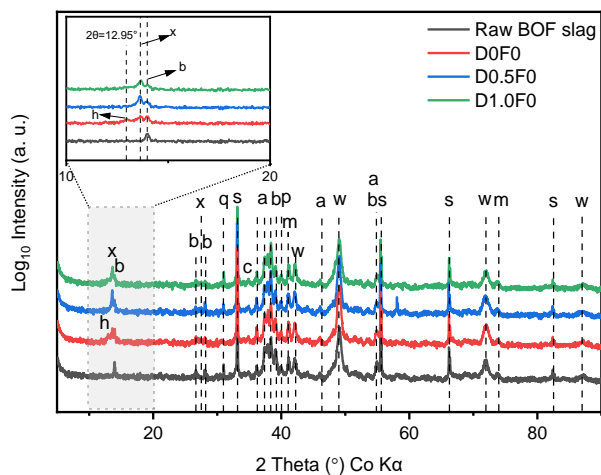 2θ=12.95°
x
b
h
10
20
Raw BOF slag
D0F0
D0.5F0
D1.0F0
x
b
h
b
x
b
q
s
c
a
b
p
m
w
a
w
a
b
s
s
w
m
s
w
Log₁₀ Intensity (a. u.)
20
40
60
80
2 Theta (°) Co Kα